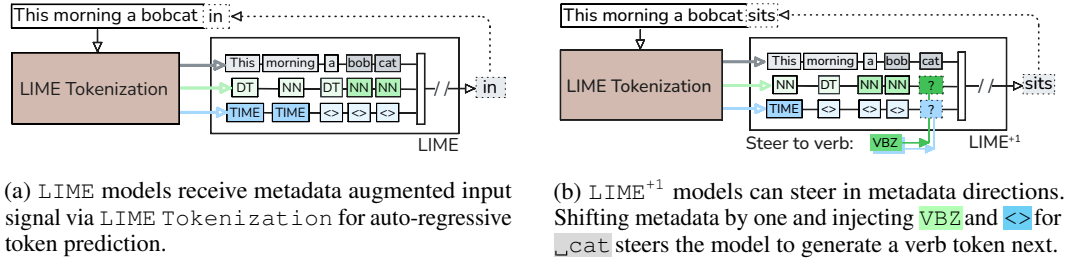 This morning a bobcat in
LIME Tokenization
This morning a bob cat
DT NN DT NN NN
TIME TIME <> <> <>
// in
LIME
This morning a bobcat sits
LIME Tokenization
This morning a bob cat
NN DT NN NN ?
TIME <> <> <> ?
// sits
Steer to verb: VBZ
LIME+1
(a) LIME models receive metadata augmented input
signal via LIME Tokenization for auto-regressive
token prediction.
(b) LIME+1 models can steer in metadata directions.
Shifting metadata by one and injecting VBZ and <> for
␣cat steers the model to generate a verb token next.